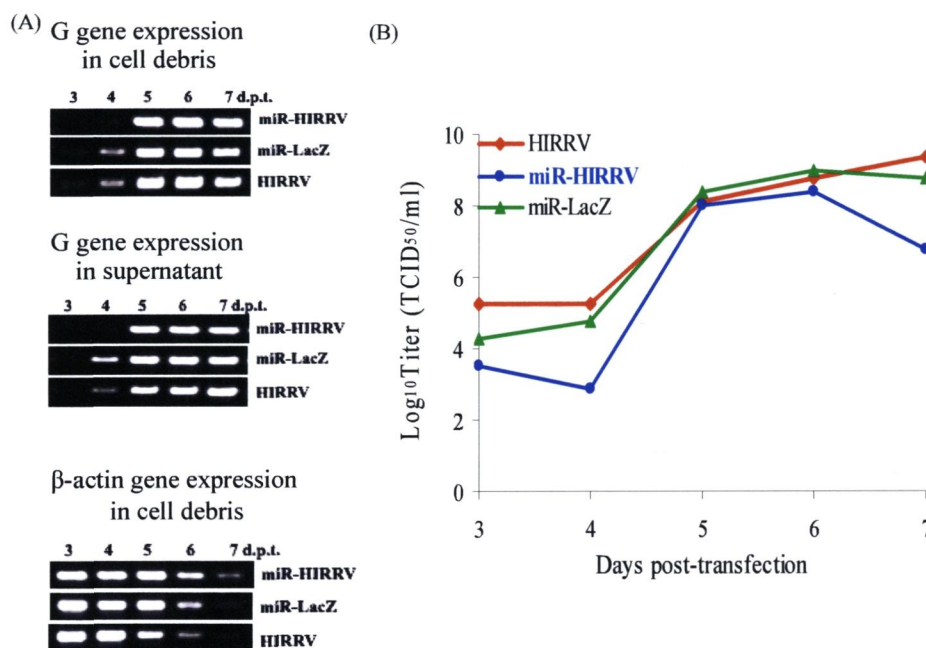 (A)
G gene expression
in cell debris
3 4 5 6 7 d.p.t.
miR-HIRRV
miR-LacZ
HIRRV
G gene expression
in supernatant
3 4 5 6 7 d.p.t.
miR-HIRRV
miR-LacZ
HIRRV
β-actin gene expression
in cell debris
3 4 5 6 7 d.p.t.
miR-HIRRV
miR-LacZ
HIRRV
(B)
HIRRV
miR-HIRRV
miR-LacZ
Log10Titer (TCID50/ml)
10
8
6
4
2
0
3 4 5 6 7
Days post-transfection